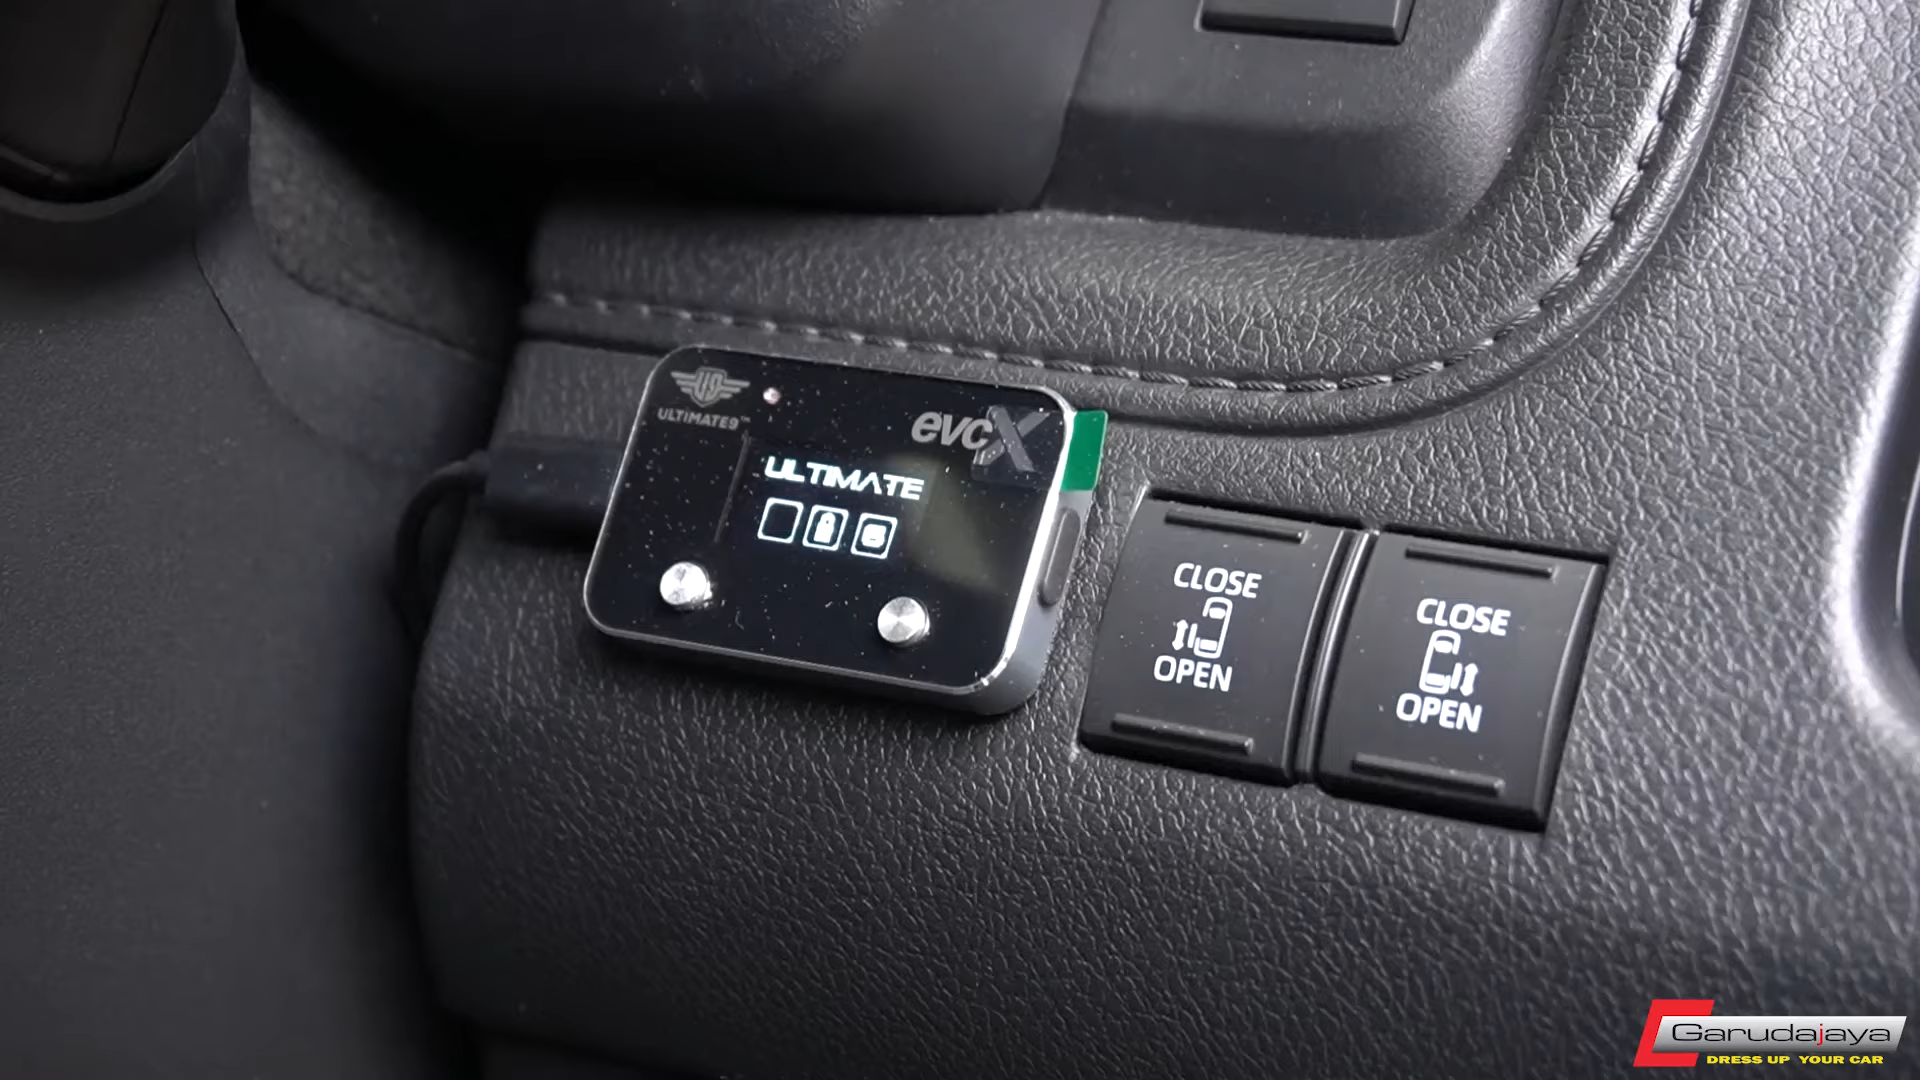 ULTIMATE9™
evcX
ULTIMATE
CLOSE
OPEN
CLOSE
OPEN
Garudajaya
DRESS UP YOUR CAR